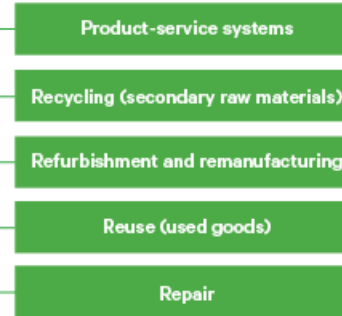 Product-service systems
Recycling (secondary raw materials)
Refurbishment and remanufacturing
Reuse (used goods)
Repair